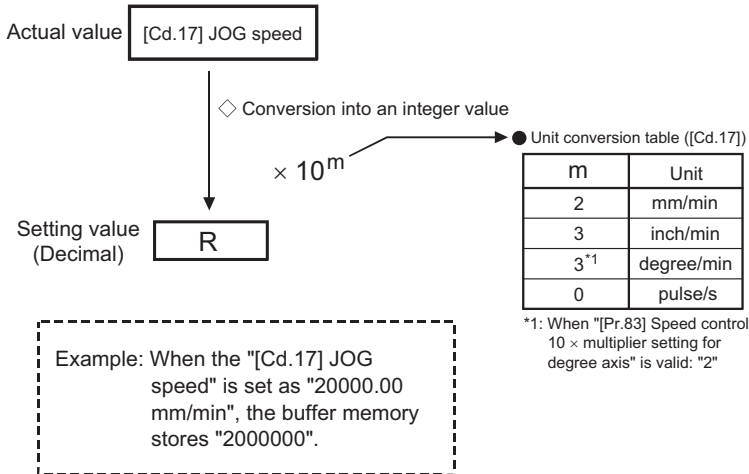 Actual value
[Cd.17] JOG speed
◇ Conversion into an integer value
× 10^m
● Unit conversion table ([Cd.17])
m Unit
2 mm/min
3 inch/min
3*1 degree/min
0 pulse/s
*1: When "[Pr.83] Speed control
10 × multiplier setting for
degree axis" is valid: "2"
Setting value
(Decimal)
R
Example: When the "[Cd.17] JOG
speed" is set as "20000.00
mm/min", the buffer memory
stores "2000000".